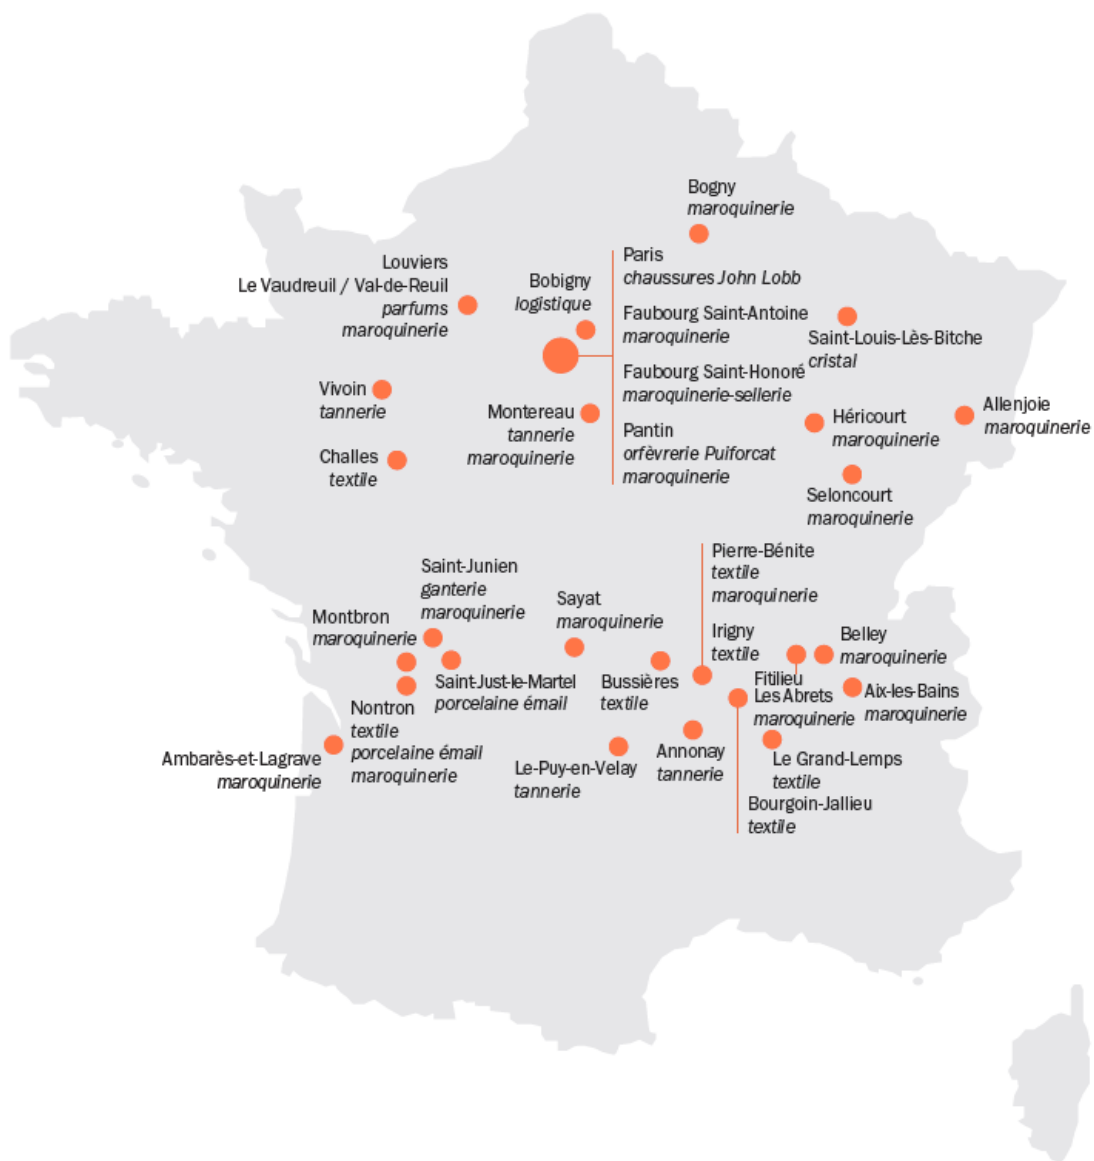 Bogny
maroquinerie
Louviers
Le Vaudreuil / Val-de-Reuil
parfums
maroquinerie
Bobigny
logistique
Paris
chaussures John Lobb
Faubourg Saint-Antoine
maroquinerie
Faubourg Saint-Honoré
maroquinerie-sellerie
Pantin
orfèvrerie Puiforcat
maroquinerie
Saint-Louis-Lès-Bitche
cristal
Vivoin
tannerie
Montereau
tannerie
maroquinerie
Héricourt
maroquinerie
Allenjoie
maroquinerie
Challes
textile
Seloncourt
maroquinerie
Saint-Junien
ganterie
maroquinerie
Montbron
maroquinerie
Sayat
maroquinerie
Pierre-Bénite
textile
maroquinerie
Irigny
textile
Belley
maroquinerie
Saint-Just-le-Martel
porcelaine émail
Bussières
textile
Fitilieu
Les Abrets
maroquinerie
Aix-les-Bains
maroquinerie
Nontron
textile
porcelaine émail
maroquinerie
Ambarès-et-Lagrave
maroquinerie
Le-Puy-en-Velay
tannerie
Annonay
tannerie
Le Grand-Lemps
textile
Bourgoin-Jallieu
textile